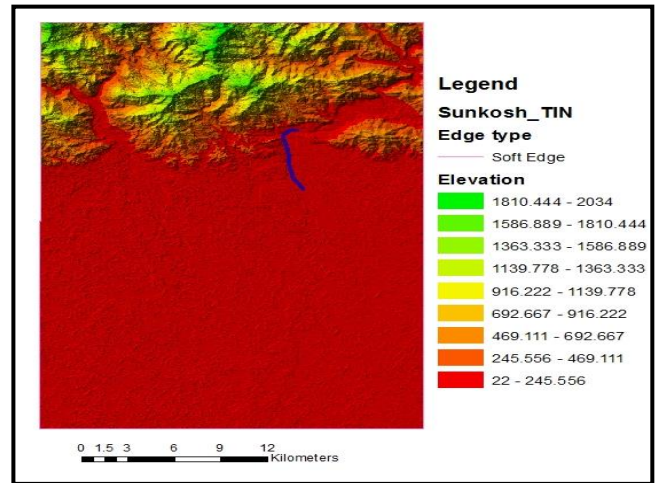 Legend
Sunkosh_TIN
Edge type
Soft Edge
Elevation
1810.444 - 2034
1586.889 - 1810.444
1363.333 - 1586.889
1139.778 - 1363.333
916.222 - 1139.778
692.667 - 916.222
469.111 - 692.667
245.556 - 469.111
22 - 245.556
0 1.5 3 6 9 12
Kilometers